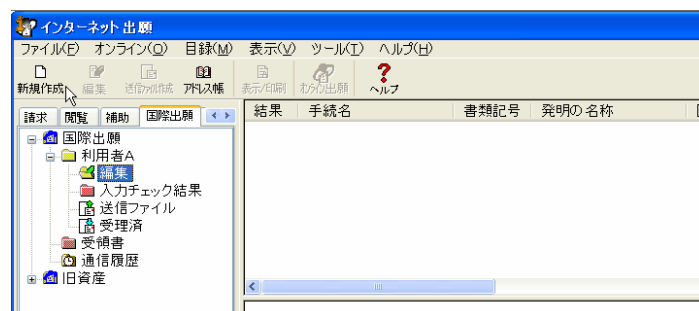 インターネット出願
ファイル(F) オンライン(O) 目録(M) 表示(V) ツール(T) ヘルプ(H)
新規作成 編集 送信ファイル作成 アドレス帳 表示/印刷 オンライン出願 ヘルプ
請求 閲覧 補助 国際出願
結果 手続名 書類記号 発明の名称
国際出願
利用者A
編集
入力チェック結果
送信ファイル
受理済
受領書
通信履歴
旧資産